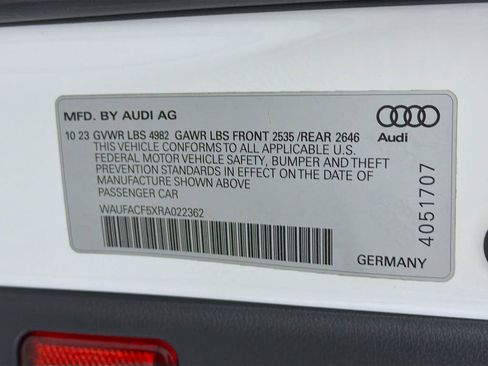 MFD. BY AUDI AG
10 23 GVWR LBS 4982 GAWR LBS FRONT 2535 /REAR 2646
THIS VEHICLE CONFORMS TO ALL APPLICABLE U.S.
FEDERAL MOTOR VEHICLE SAFETY, BUMPER AND THEFT
PREVENTION STANDARDS IN EFFECT ON THE DATE OF
MANUFACTURE SHOWN ABOVE
PASSENGER CAR
WAUFACF5XRA022362
Audi
4051707
GERMANY